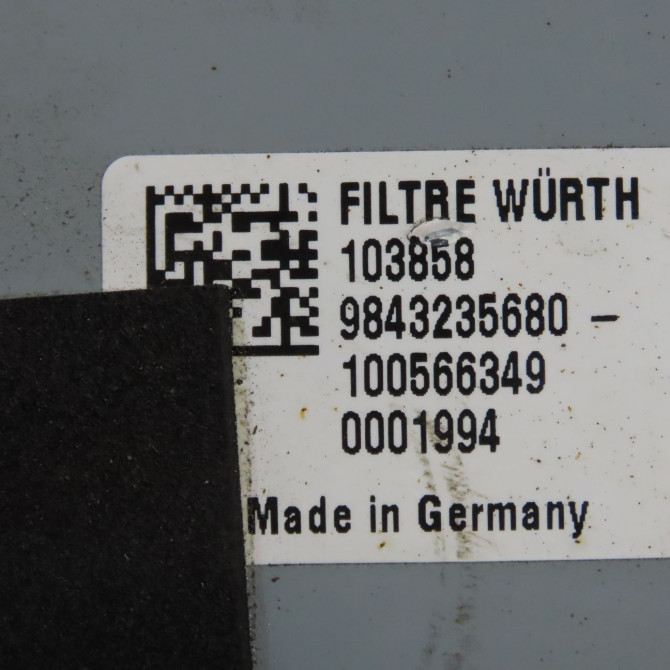 FILTRE WÜRTH
103858
9843235680 –
100566349
0001994
Made in Germany